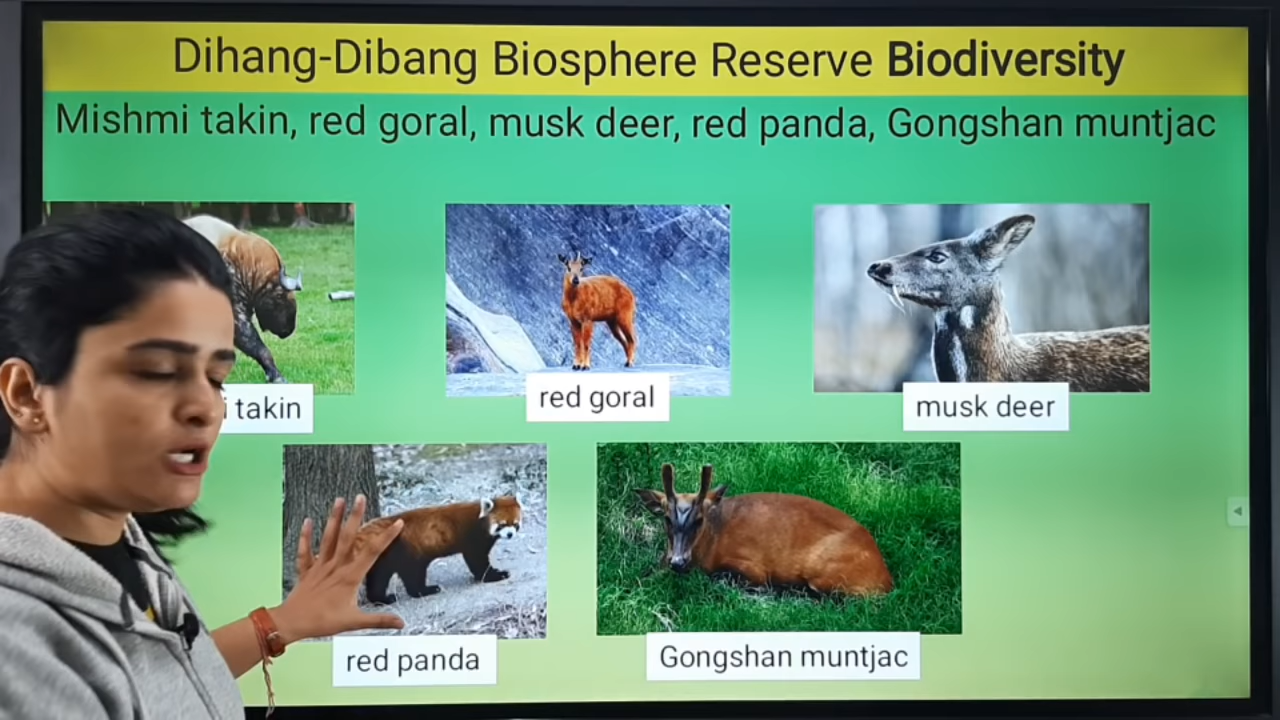 Dihang-Dibang Biosphere Reserve Biodiversity
Mishmi takin, red goral, musk deer, red panda, Gongshan muntjac
i takin
red goral
musk deer
red panda
Gongshan muntjac